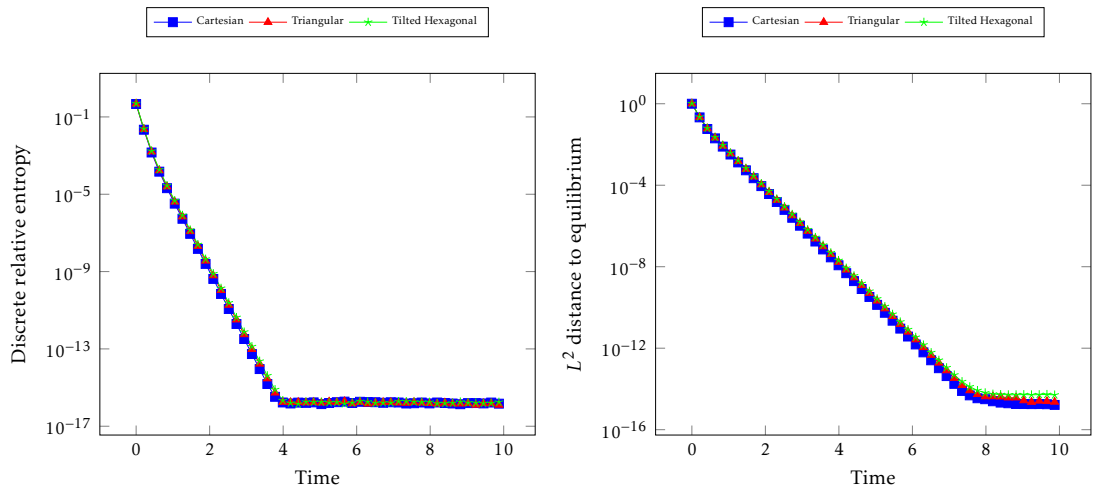 Cartesian Triangular Tilted Hexagonal
Discrete relative entropy
10^-1
10^-5
10^-9
10^-13
10^-17
0 2 4 6 8 10
Time
Cartesian Triangular Tilted Hexagonal
L^2 distance to equilibrium
10^0
10^-4
10^-8
10^-12
10^-16
0 2 4 6 8 10
Time